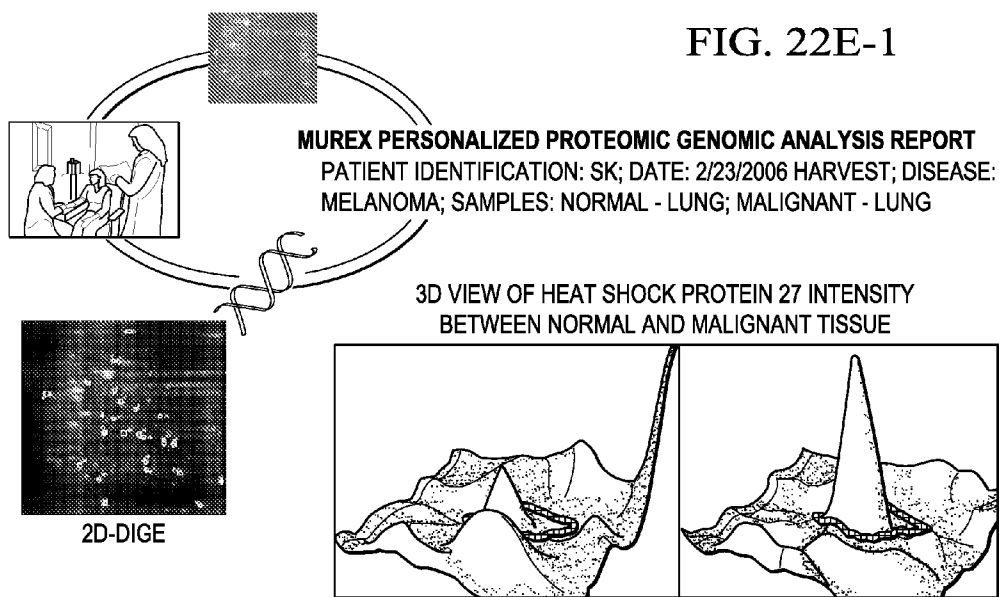 FIG. 22E-1
MUREX PERSONALIZED PROTEOMIC GENOMIC ANALYSIS REPORT
PATIENT IDENTIFICATION: SK; DATE: 2/23/2006 HARVEST; DISEASE:
MELANOMA; SAMPLES: NORMAL - LUNG; MALIGNANT - LUNG
3D VIEW OF HEAT SHOCK PROTEIN 27 INTENSITY
BETWEEN NORMAL AND MALIGNANT TISSUE
2D-DIGE